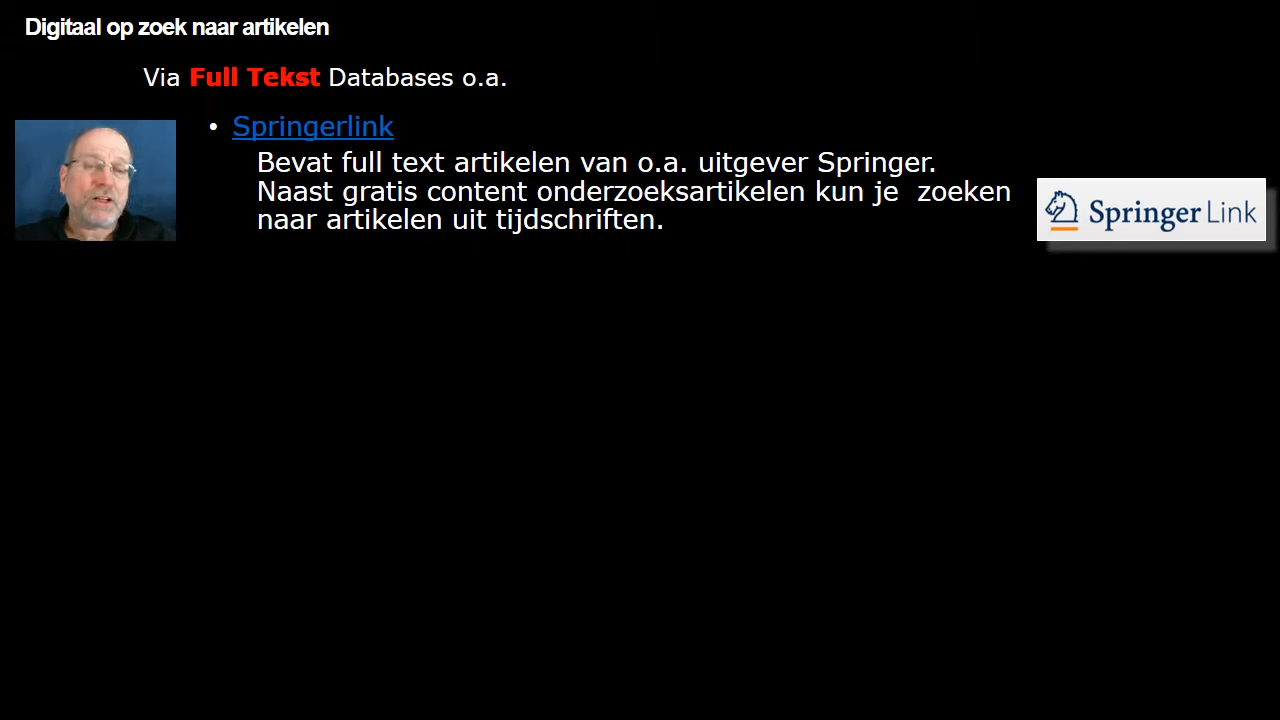 Digitaal op zoek naar artikelen
Via Full Tekst Databases o.a.
• Springerlink
Bevat full text artikelen van o.a. uitgever Springer.
Naast gratis content onderzoeksartikelen kun je  zoeken
naar artikelen uit tijdschriften.
Springer Link